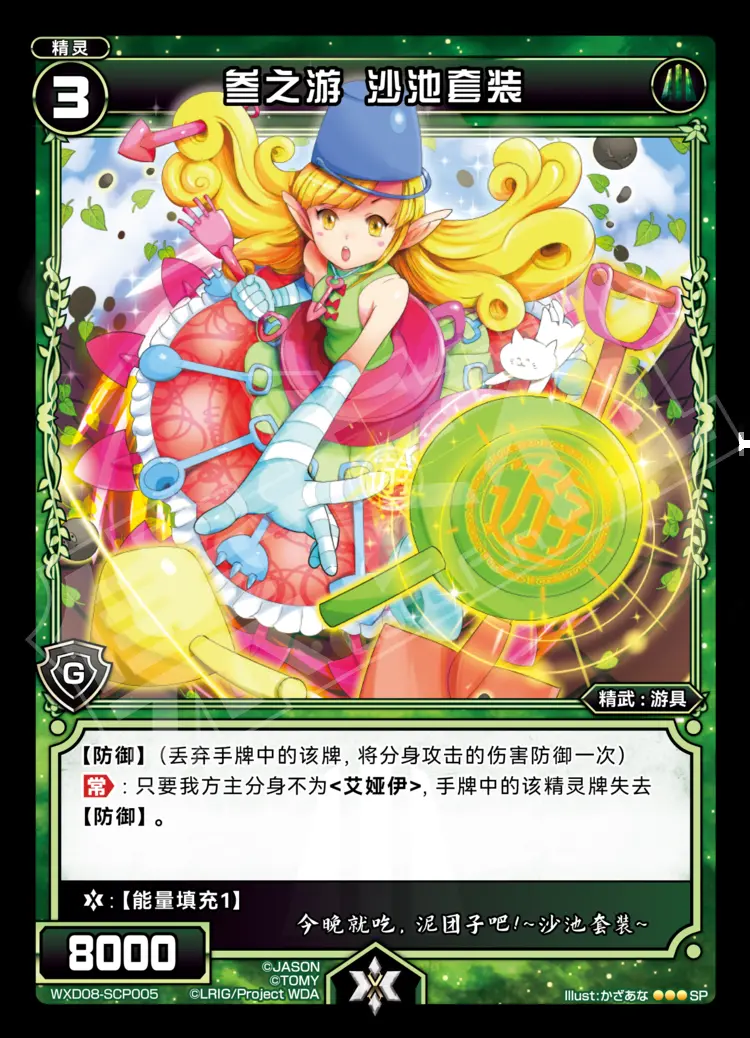 精灵
3
参之游 沙池套装
遊
G
精武：游具
【防御】（丢弃手牌中的该牌，将分身攻击的伤害防御一次）
常：只要我方主分身不为<艾娅伊>，手牌中的该精灵牌失去
【防御】。
：【能量填充1】
今晚就吃，泥团子吧!~沙池套装~
8000
©JASON
©TOMY
WXD08-SCP005 ©LRIG/Project WDA
Illust:かざあな SP